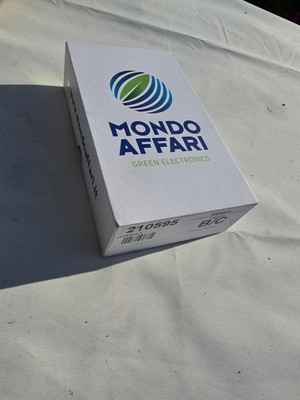 MONDO
AFFARI
GREEN ELECTRONICS
210595
B/C